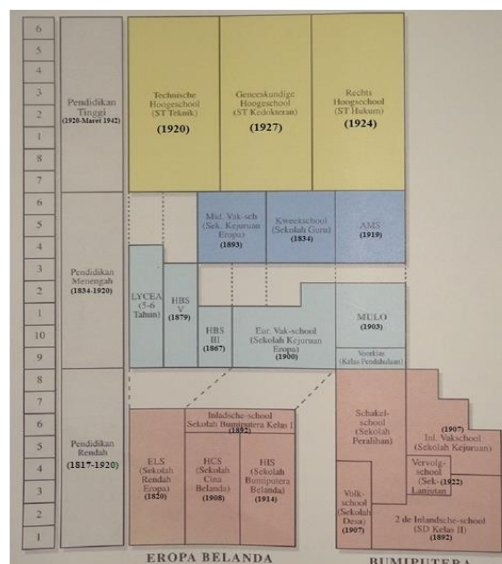 6
5
4
3
2
1
8
7
6
5
4
3
2
1
10
9
8
7
6
5
4
3
2
1
Pendidikan
Tinggi
(1920-Maret 1942)
Pendidikan
Menengah
(1834-1920)
Pendidikan
Rendah
(1817-1920)
Technische
Hoogeschool
(ST Teknik)
(1920)
Geneeskundige
Hoogeschool
(ST Kedokteran)
(1927)
Rechts
Hoogeschool
(ST Hukum)
(1924)
Mid. Vak-sch
(Sek. Kejuruan
Eropa)
(1893)
Kweekschool
(Sekolah Guru)
(1834)
AMS
(1919)
LYCEA
(5-6
Tahun)
HBS
V
(1879)
HBS
III
(1867)
Eur. Vak-school
(Sekolah Kejuruan
Eropa)
(1900)
MULO
(1903)
Voorklas
(Kelas Pendahuluan)
Inladsche-school
Sekolah Bumiputera Kelas I
(1892)
ELS
(Sekolah
Rendah
Eropa)
(1820)
HCS
(Sekolah
Cina
Belanda)
(1908)
HIS
(Sekolah
Bumiputera
Belanda)
(1914)
Schakel-
school
(Sekolah
Peralihan)
(1907)
Inl. Vakschool
(Sekolah Kejuruan)
Vervolg-
school
(Sek-(1922)
Lanjutan
Volk-
school
(Sekolah
Desa)
(1907)
2 de Inlandsche-school
(SD Kelas II)
(1892)
EROPA BELANDA
BUMIPUTERA